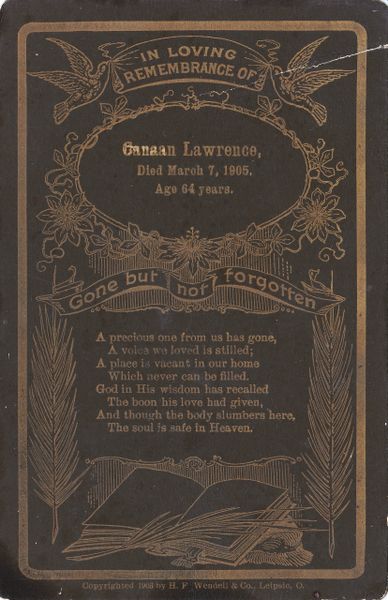 IN LOVING
REMEMBRANCE OF
Canaan Lawrence,
Died March 7, 1905.
Age 64 years.
Gone but not forgotten
A precious one from us has gone,
A voice we loved is stilled;
A place is vacant in our home
Which never can be filled.
God in His wisdom has recalled
The boon his love had given,
And though the body slumbers here,
The soul is safe in Heaven.
Copyrighted 1903 by H. F. Wendell & Co., Leipsic, O.